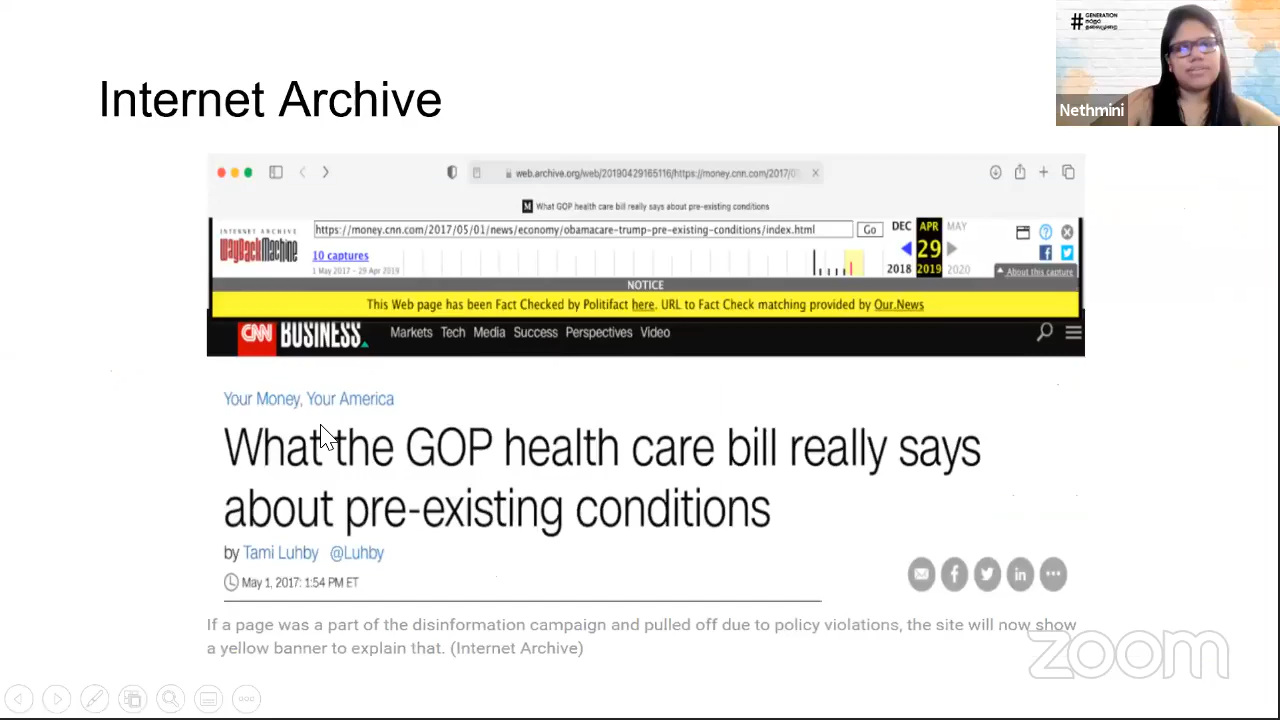 Internet Archive
# GENERATION
Nethmini
web.archive.org/web/20190429165116/https://money.cnn.com/2017/0
What GOP health care bill really says about pre-existing conditions
INTERNET ARCHIVE
WayBackMachine
https://money.cnn.com/2017/05/01/news/economy/obamacare-trump-pre-existing-conditions/index.html
Go
DEC APR MAY
10 captures
29
1 May 2017 - 29 Apr 2019
2018 2019 2020
About this capture
NOTICE
This Web page has been Fact Checked by Politifact here. URL to Fact Check matching provided by Our.News
CNN BUSINESS
Markets Tech Media Success Perspectives Video
Your Money, Your America
What the GOP health care bill really says
about pre-existing conditions
by Tami Luhby @Luhby
May 1, 2017: 1:54 PM ET
If a page was a part of the disinformation campaign and pulled off due to policy violations, the site will now show
a yellow banner to explain that. (Internet Archive)
zoom